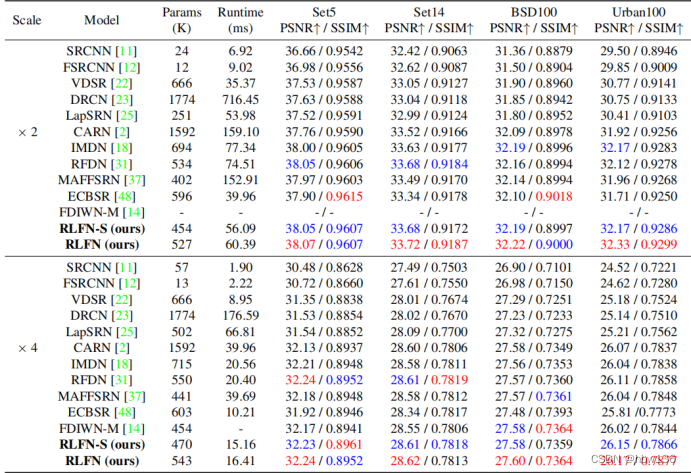 Scale Model Params (K) Runtime (ms) Set5 PSNR↑ / SSIM↑ Set14 PSNR↑ / SSIM↑ BSD100 PSNR↑ / SSIM↑ Urban100 PSNR↑ / SSIM↑
× 2
SRCNN [11] 24 6.92 36.66 / 0.9542 32.42 / 0.9063 31.36 / 0.8879 29.50 / 0.8946
FSRCNN [12] 12 9.02 36.98 / 0.9556 32.62 / 0.9087 31.50 / 0.8904 29.85 / 0.9009
VDSR [22] 666 35.37 37.53 / 0.9587 33.05 / 0.9127 31.90 / 0.8960 30.77 / 0.9141
DRCN [23] 1774 716.45 37.63 / 0.9588 33.04 / 0.9118 31.85 / 0.8942 30.75 / 0.9133
LapSRN [25] 251 53.98 37.52 / 0.9591 32.99 / 0.9124 31.80 / 0.8952 30.41 / 0.9103
CARN [2] 1592 159.10 37.76 / 0.9590 33.52 / 0.9166 32.09 / 0.8978 31.92 / 0.9256
IMDN [18] 694 77.34 38.00 / 0.9605 33.63 / 0.9177 32.19 / 0.8996 32.17 / 0.9283
RFDN [31] 534 74.51 38.05 / 0.9606 33.68 / 0.9184 32.16 / 0.8994 32.12 / 0.9278
MAFFSRN [37] 402 152.91 37.97 / 0.9603 33.49 / 0.9170 32.14 / 0.8994 31.96 / 0.9268
ECBSR [48] 596 39.96 37.90 / 0.9615 33.34 / 0.9178 32.10 / 0.9018 31.71 / 0.9250
FDIWN-M [14] - - - / - - / - - / - - / -
RLFN-S (ours) 454 56.09 38.05 / 0.9607 33.68 / 0.9172 32.19 / 0.8997 32.17 / 0.9286
RLFN (ours) 527 60.39 38.07 / 0.9607 33.72 / 0.9187 32.22 / 0.9000 32.33 / 0.9299
× 4
SRCNN [11] 57 1.90 30.48 / 0.8628 27.49 / 0.7503 26.90 / 0.7101 24.52 / 0.7221
FSRCNN [12] 13 2.22 30.72 / 0.8660 27.61 / 0.7550 26.98 / 0.7150 24.62 / 0.7280
VDSR [22] 666 8.95 31.35 / 0.8838 28.01 / 0.7674 27.29 / 0.7251 25.18 / 0.7524
DRCN [23] 1774 176.59 31.53 / 0.8854 28.02 / 0.7670 27.23 / 0.7233 25.14 / 0.7510
LapSRN [25] 502 66.81 31.54 / 0.8852 28.09 / 0.7700 27.32 / 0.7275 25.21 / 0.7562
CARN [2] 1592 39.96 32.13 / 0.8937 28.60 / 0.7806 27.58 / 0.7349 26.07 / 0.7837
IMDN [18] 715 20.56 32.21 / 0.8948 28.58 / 0.7811 27.56 / 0.7353 26.04 / 0.7838
RFDN [31] 550 20.40 32.24 / 0.8952 28.61 / 0.7819 27.57 / 0.7360 26.11 / 0.7858
MAFFSRN [37] 441 39.69 32.18 / 0.8948 28.58 / 0.7812 27.57 / 0.7361 26.04 / 0.7848
ECBSR [48] 603 10.21 31.92 / 0.8946 28.34 / 0.7817 27.48 / 0.7393 25.81 /0.7773
FDIWN-M [14] 454 - 32.17 / 0.8941 28.55 / 0.7806 27.58 / 0.7364 26.02 / 0.7844
RLFN-S (ours) 470 15.16 32.23 / 0.8961 28.61 / 0.7818 27.58 / 0.7359 26.15 / 0.7866
RLFN (ours) 543 16.41 32.24 / 0.8952 28.62 / 0.7813 27.60 / 0.7364